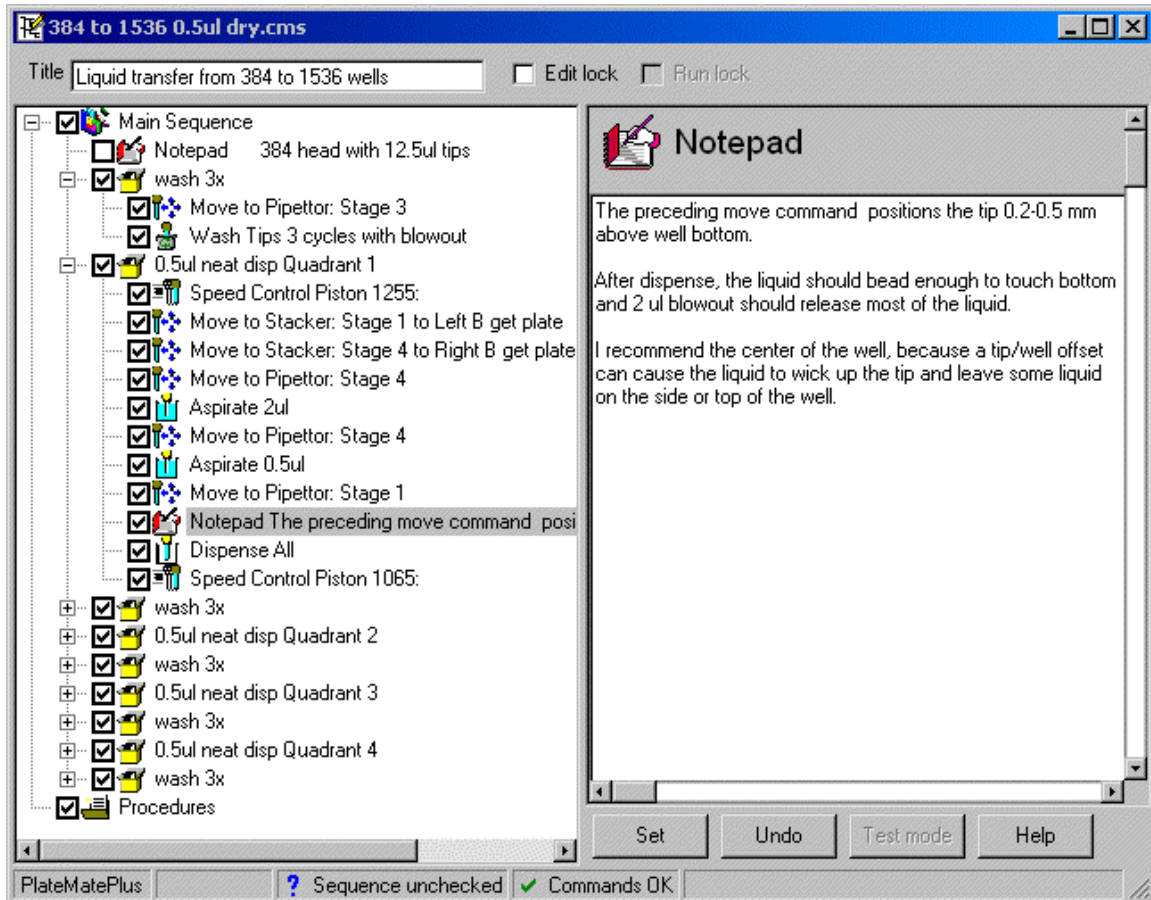 384 to 1536 0.5ul dry.cms
Title Liquid transfer from 384 to 1536 wells Edit lock Run lock
Main Sequence
Notepad 384 head with 12.5ul tips
wash 3x
Move to Pipettor: Stage 3
Wash Tips 3 cycles with blowout
0.5ul neat disp Quadrant 1
Speed Control Piston 1255:
Move to Stacker: Stage 1 to Left B get plate
Move to Stacker: Stage 4 to Right B get plate
Move to Pipettor: Stage 4
Aspirate 2ul
Move to Pipettor: Stage 4
Aspirate 0.5ul
Move to Pipettor: Stage 1
Notepad The preceding move command  posi
Dispense All
Speed Control Piston 1065:
wash 3x
0.5ul neat disp Quadrant 2
wash 3x
0.5ul neat disp Quadrant 3
wash 3x
0.5ul neat disp Quadrant 4
wash 3x
Procedures
Notepad
The preceding move command  positions the tip 0.2-0.5 mm
above well bottom.
After dispense, the liquid should bead enough to touch bottom
and 2 ul blowout should release most of the liquid.
I recommend the center of the well, because a tip/well offset
can cause the liquid to wick up the tip and leave some liquid
on the side or top of the well.
Set Undo Test mode Help
PlateMatePlus ? Sequence unchecked Commands OK